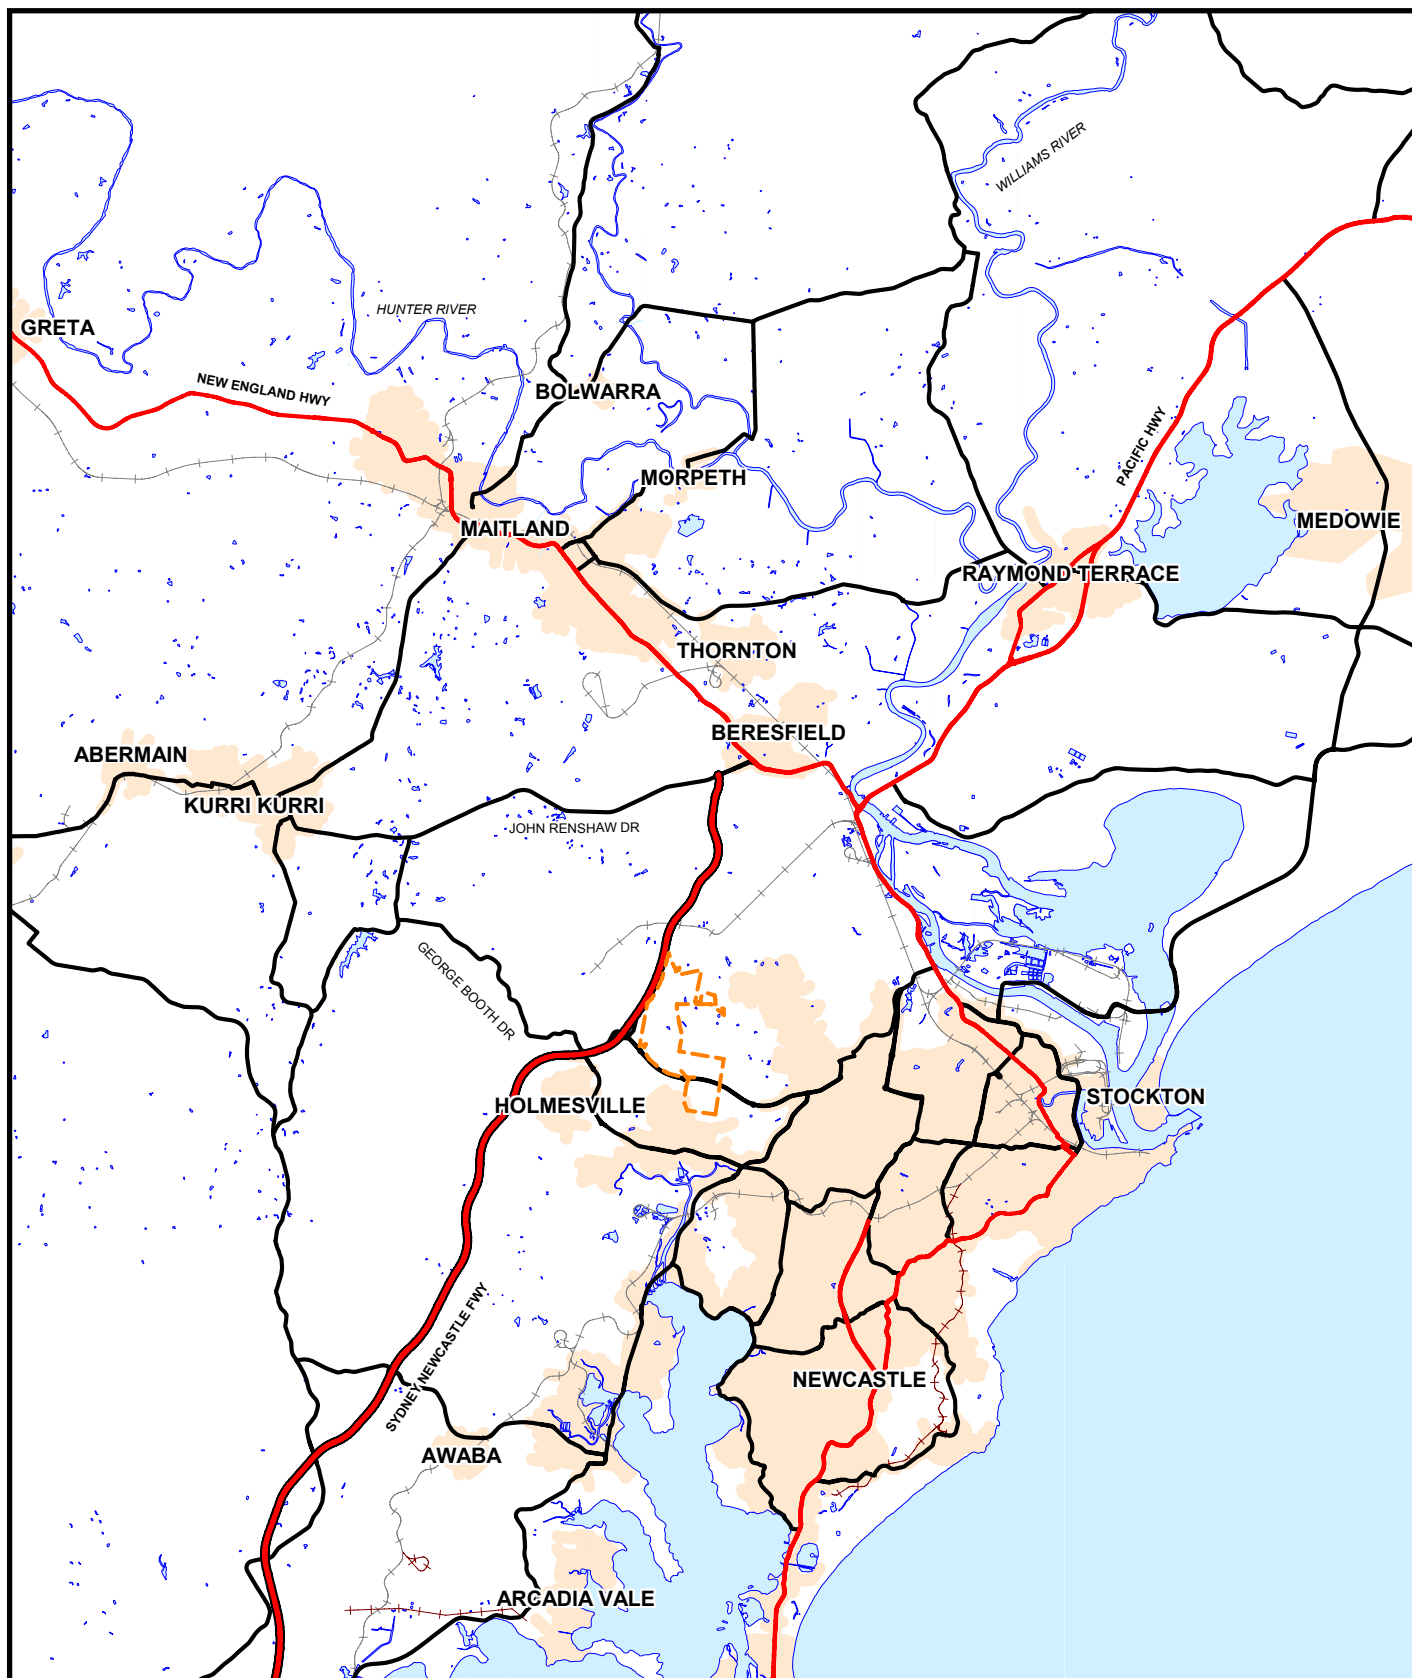 WILLIAMS RIVER
HUNTER RIVER
GRETA
NEW ENGLAND HWY
BOLWARRA
PACIFIC HWY
MORPETH
MEDOWIE
MAITLAND
RAYMOND TERRACE
THORNTON
BERESFIELD
ABERMAIN
KURRI KURRI
JOHN RENSHAW DR
GEORGE BOOTH DR
STOCKTON
HOLMESVILLE
SYDNEY NEWCASTLE FWY
NEWCASTLE
AWABA
ARCADIA VALE